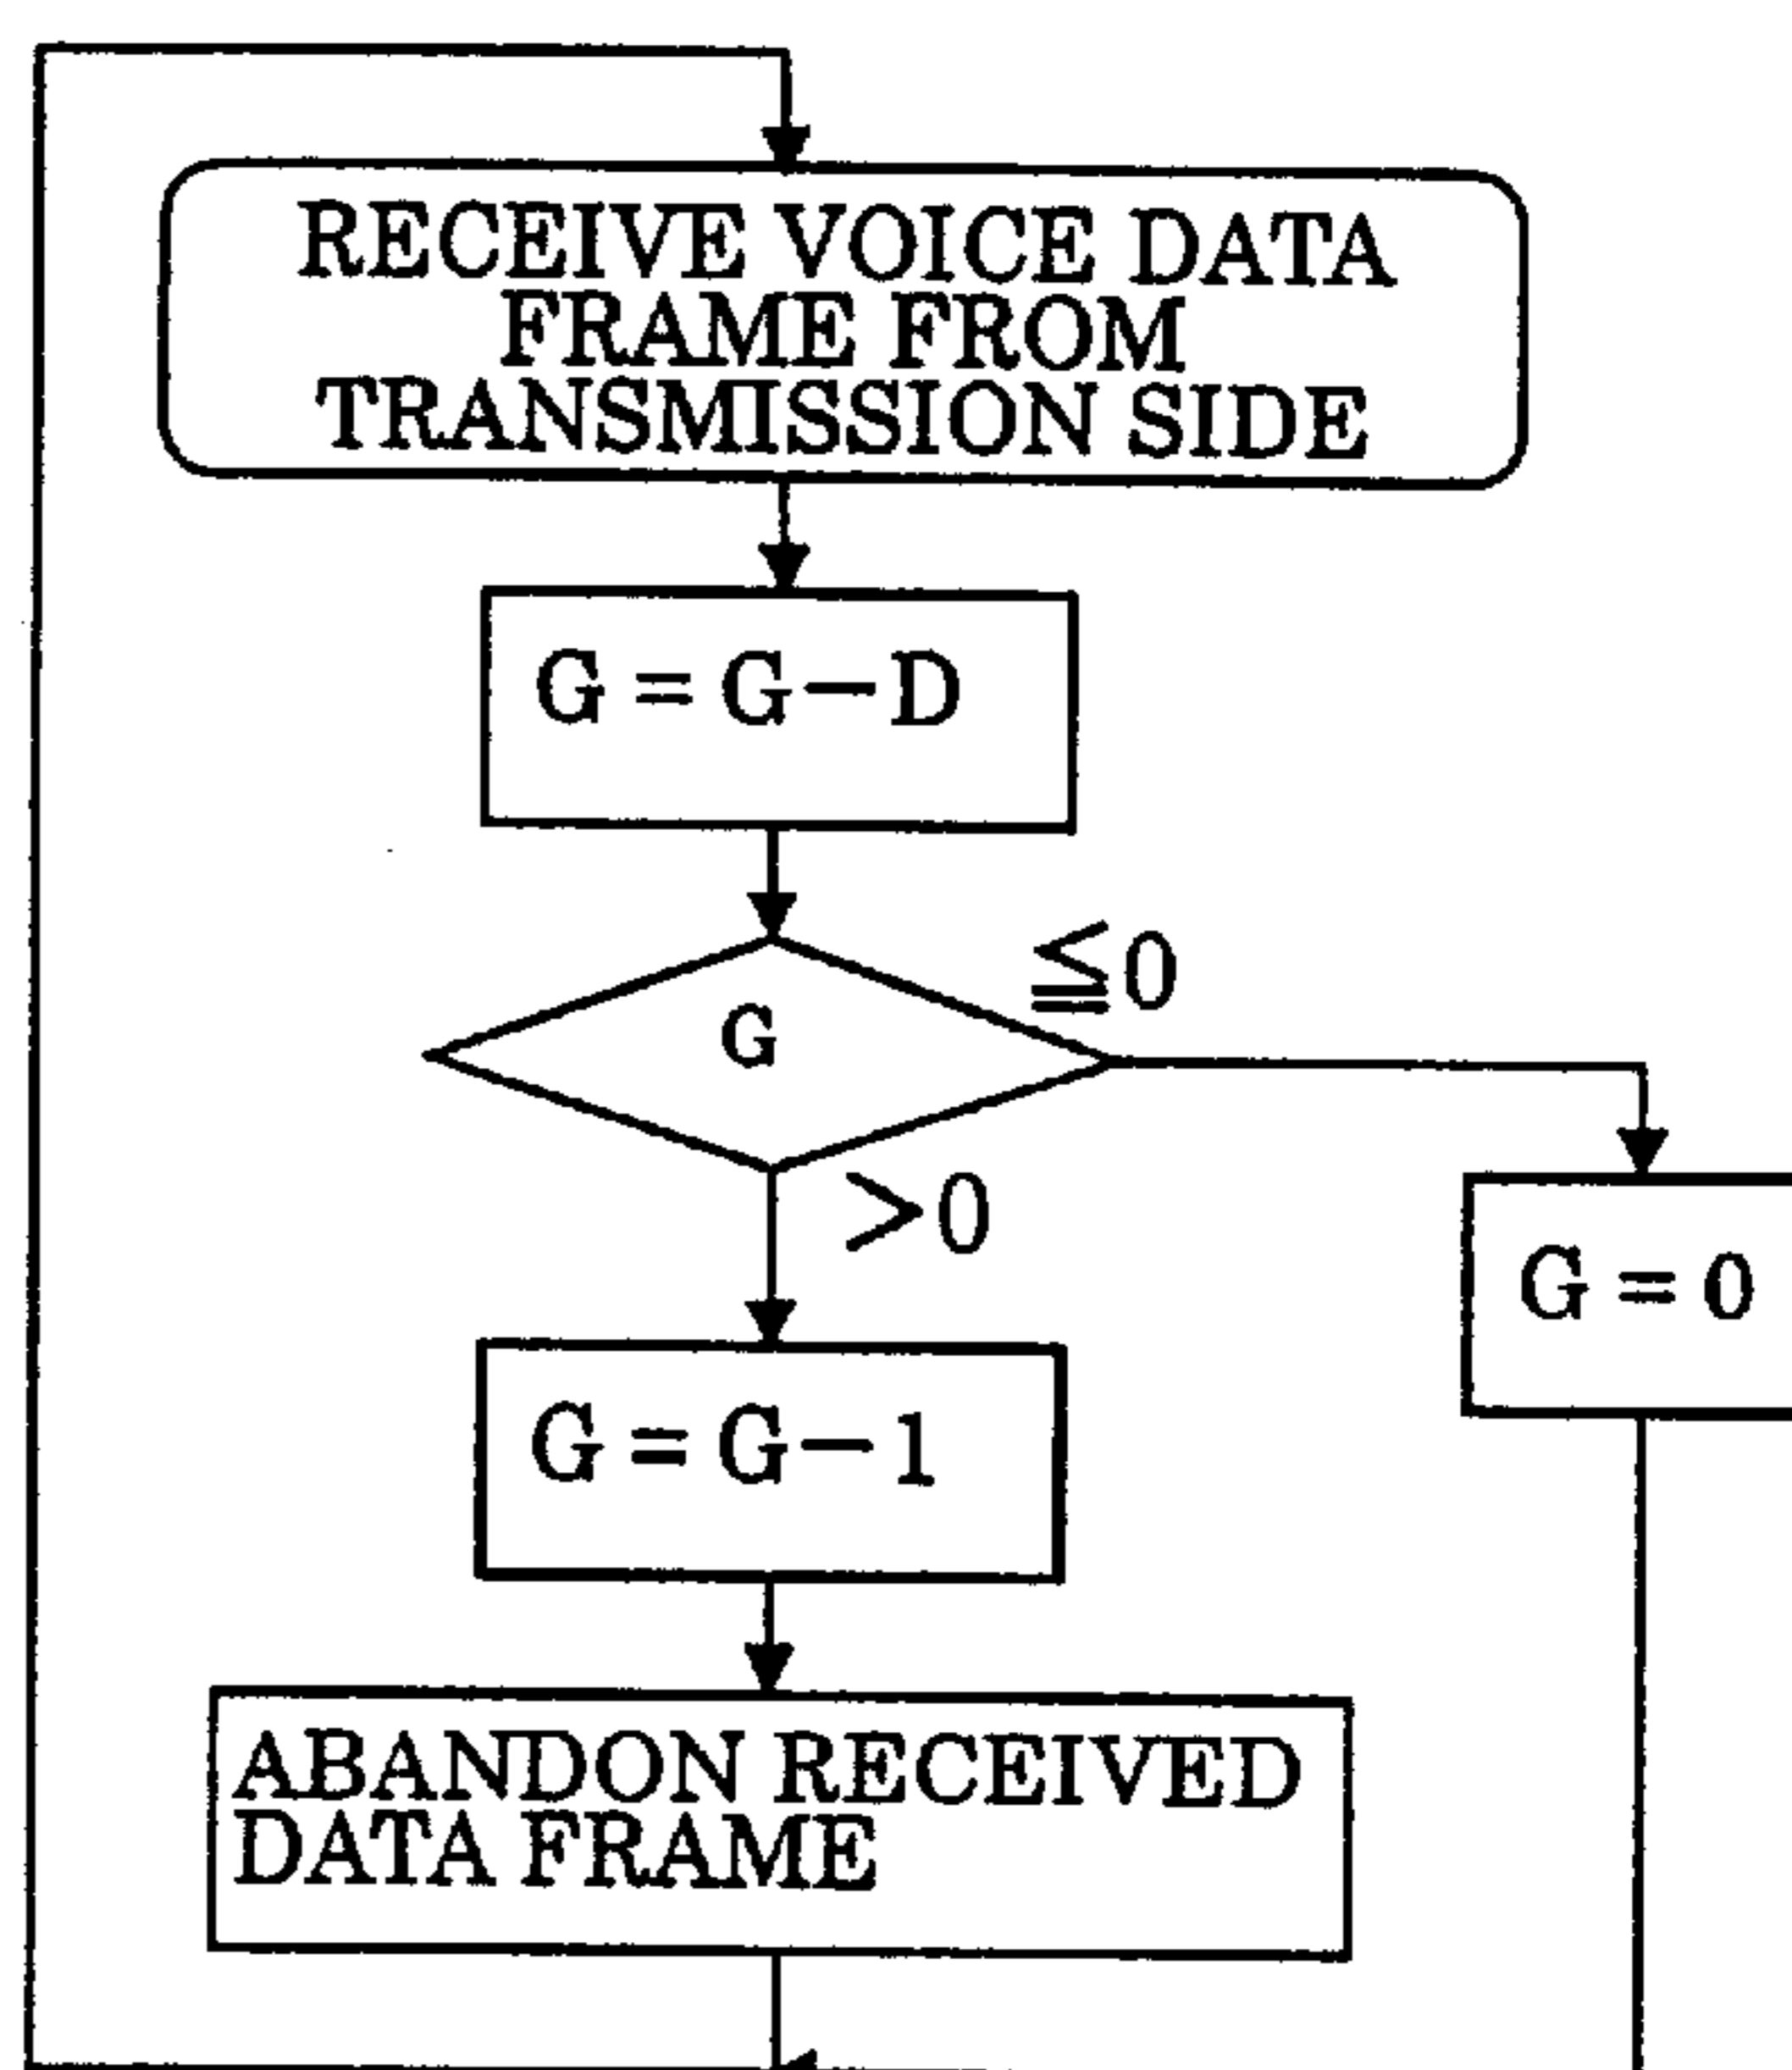 RECEIVE VOICE DATA
FRAME FROM
TRANSMISSION SIDE
G = G－D
G
≦0
>0
G = 0
G = G－1
ABANDON RECEIVED
DATA FRAME